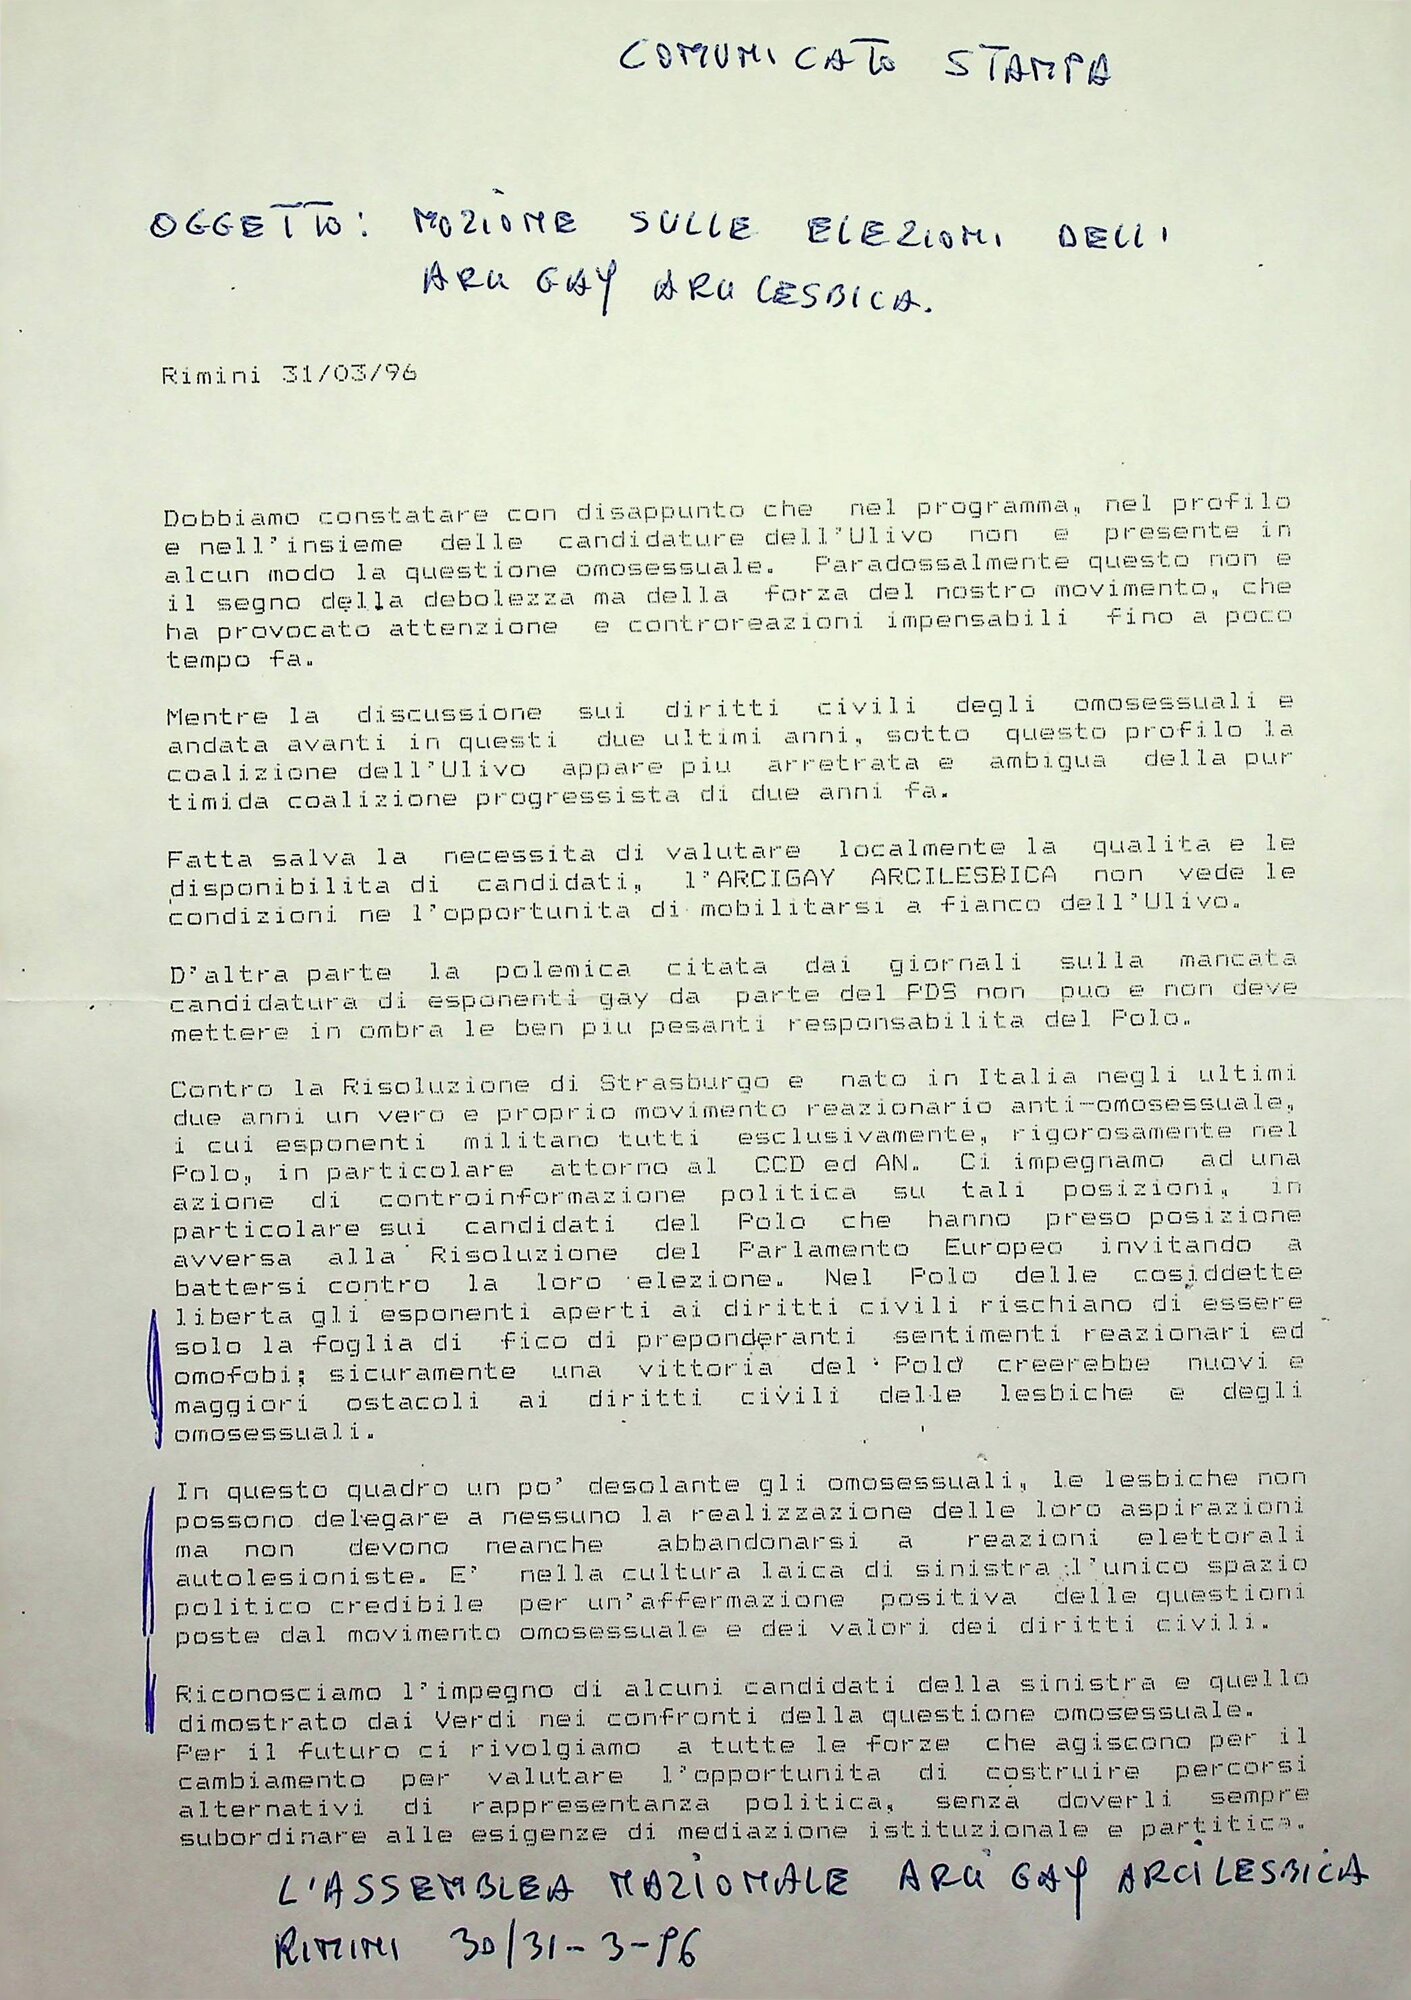 COMUNICATO STAMPA
OGGETTO: MOZIONE SULLE ELEZIONI DELL'
ARCI GAY ARCI LESBICA.
Rimini 31/03/96
Dobbiamo constatare con disappunto che nel programma, nel profilo
e nell'insieme delle candidature dell'Ulivo non e presente in
alcun modo la questione omosessuale. Paradossalmente questo non e
il segno della debolezza ma della forza del nostro movimento, che
ha provocato attenzione e controreazioni impensabili fino a poco
tempo fa.
Mentre la discussione sui diritti civili degli omosessuali e
andata avanti in questi due ultimi anni, sotto questo profilo la
coalizione dell'Ulivo appare piu arretrata e ambigua della pur
timida coalizione progressista di due anni fa.
Fatta salva la necessita di valutare localmente la qualita e le
disponibilita di candidati, l'ARCIGAY ARCILESBICA non vede le
condizioni ne l'opportunita di mobilitarsi a fianco dell'Ulivo.
D'altra parte la polemica citata dai giornali sulla mancata
candidatura di esponenti gay da parte del PDS non puo e non deve
mettere in ombra le ben piu pesanti responsabilita del Polo.
Contro la Risoluzione di Strasburgo e nato in Italia negli ultimi
due anni un vero e proprio movimento reazionario anti-omosessuale,
i cui esponenti militano tutti esclusivamente, rigorosamente nel
Polo, in particolare attorno al CCD ed AN. Ci impegnamo ad una
azione di controinformazione politica su tali posizioni, in
particolare sui candidati del Polo che hanno preso posizione
avversa alla Risoluzione del Parlamento Europeo invitando a
battersi contro la loro elezione. Nel Polo delle cosiddette
liberta gli esponenti aperti ai diritti civili rischiano di essere
solo la foglia di fico di preponderanti sentimenti reazionari ed
omofobi; sicuramente una vittoria del Polo creerebbe nuovi e
maggiori ostacoli ai diritti civili delle lesbiche e degli
omosessuali.
In questo quadro un po' desolante gli omosessuali, le lesbiche non
possono delegare a nessuno la realizzazione delle loro aspirazioni
ma non devono neanche abbandonarsi a reazioni elettorali
autolesioniste. E' nella cultura laica di sinistra l'unico spazio
politico credibile per un'affermazione positiva delle questioni
poste dal movimento omosessuale e dei valori dei diritti civili.
Riconosciamo l'impegno di alcuni candidati della sinistra e quello
dimostrato dai Verdi nei confronti della questione omosessuale.
Per il futuro ci rivolgiamo a tutte le forze che agiscono per il
cambiamento per valutare l'opportunita di costruire percorsi
alternativi di rappresentanza politica, senza doverli sempre
subordinare alle esigenze di mediazione istituzionale e partitica.
L'ASSEMBLEA NAZIONALE ARCI GAY ARCILESBICA
RIMINI 30/31-3-96